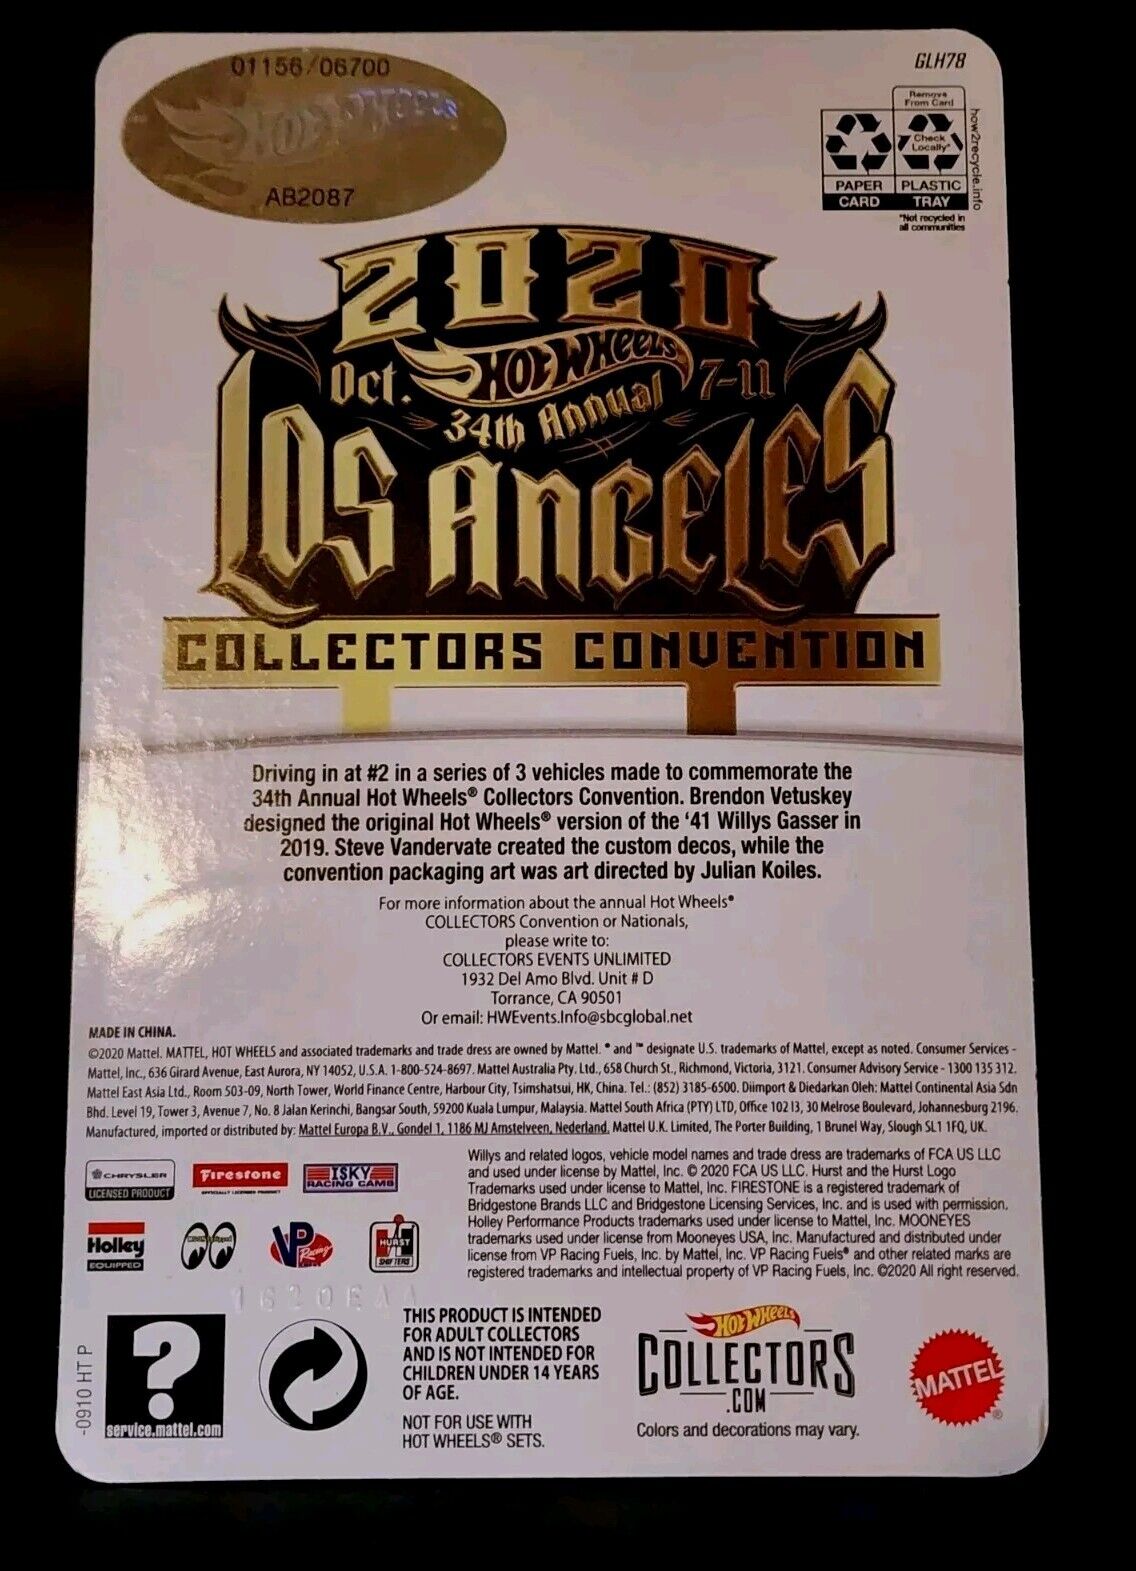 01156/06700
HOT WHEELS
AB2087
GLH78
Remove
From Card
Check
Locally*
PAPER
CARD
PLASTIC
TRAY
how2recycle.info
*Not recycled in
all communities
2020
Oct. HOT WHEELS 7-11
34th Annual
LOS ANGELES
COLLECTORS CONVENTION
Driving in at #2 in a series of 3 vehicles made to commemorate the
34th Annual Hot Wheels® Collectors Convention. Brendon Vetuskey
designed the original Hot Wheels® version of the '41 Willys Gasser in
2019. Steve Vandervate created the custom decos, while the
convention packaging art was art directed by Julian Koiles.
For more information about the annual Hot Wheels®
COLLECTORS Convention or Nationals,
please write to:
COLLECTORS EVENTS UNLIMITED
1932 Del Amo Blvd. Unit # D
Torrance, CA 90501
Or email: HWEvents.Info@sbcglobal.net
MADE IN CHINA.
©2020 Mattel. MATTEL, HOT WHEELS and associated trademarks and trade dress are owned by Mattel. ® and ™ designate U.S. trademarks of Mattel, except as noted. Consumer Services -
Mattel, Inc., 636 Girard Avenue, East Aurora, NY 14052, U.S.A. 1-800-524-8697. Mattel Australia Pty. Ltd., 658 Church St., Richmond, Victoria, 3121. Consumer Advisory Service - 1300 135 312.
Mattel East Asia Ltd., Room 503-09, North Tower, World Finance Centre, Harbour City, Tsimshatsui, HK, China. Tel.: (852) 3185-6500. Diimport & Diedarkan Oleh: Mattel Continental Asia Sdn
Bhd. Level 19, Tower 3, Avenue 7, No. 8 Jalan Kerinchi, Bangsar South, 59200 Kuala Lumpur, Malaysia. Mattel South Africa (PTY) LTD, Office 102 I3, 30 Melrose Boulevard, Johannesburg 2196.
Manufactured, imported or distributed by: Mattel Europa B.V., Gondel 1, 1186 MJ Amstelveen, Nederland. Mattel U.K. Limited, The Porter Building, 1 Brunel Way, Slough SL1 1FQ, UK.
CHRYSLER
LICENSED PRODUCT
Firestone
OFFICIALLY LICENSED PRODUCT
ISKY
RACING CAMS
Holley
EQUIPPED
MOON Equipped
VP
Racing
FUELS
HURST
SHIFTERS
Willys and related logos, vehicle model names and trade dress are trademarks of FCA US LLC
and used under license by Mattel, Inc. © 2020 FCA US LLC. Hurst and the Hurst Logo
Trademarks used under license to Mattel, Inc. FIRESTONE is a registered trademark of
Bridgestone Brands LLC and Bridgestone Licensing Services, Inc. and is used with permission.
Holley Performance Products trademarks used under license to Mattel, Inc. MOONEYES
trademarks used under license from Mooneyes USA, Inc. Manufactured and distributed under
license from VP Racing Fuels, Inc. by Mattel, Inc. VP Racing Fuels® and other related marks are
registered trademarks and intellectual property of VP Racing Fuels, Inc. ©2020 All right reserved.
-0910 HT P
?
service.mattel.com
THIS PRODUCT IS INTENDED
FOR ADULT COLLECTORS
AND IS NOT INTENDED FOR
CHILDREN UNDER 14 YEARS
OF AGE.
NOT FOR USE WITH
HOT WHEELS® SETS.
HOT WHEELS
COLLECTORS
.COM
Colors and decorations may vary.
MATTEL
®